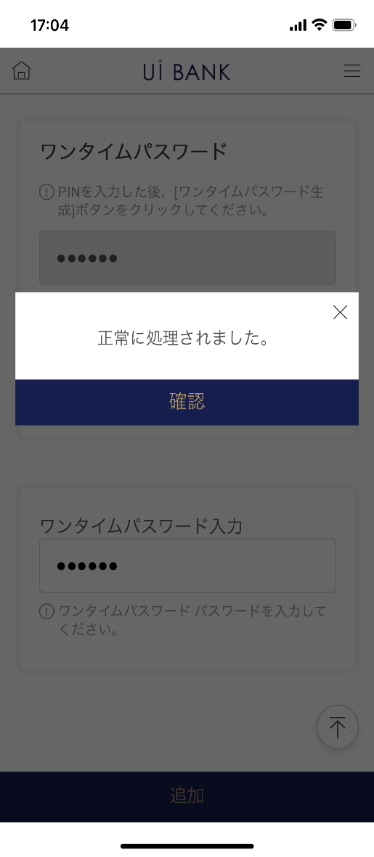 17:04
UI BANK
ワンタイムパスワード
PINを入力した後、[ワンタイムパスワード生
成]ボタンをクリックしてください。
●●●●●●
正常に処理されました。
確認
ワンタイムパスワード入力
●●●●●●
ワンタイムパスワード パスワードを入力して
ください。
追加